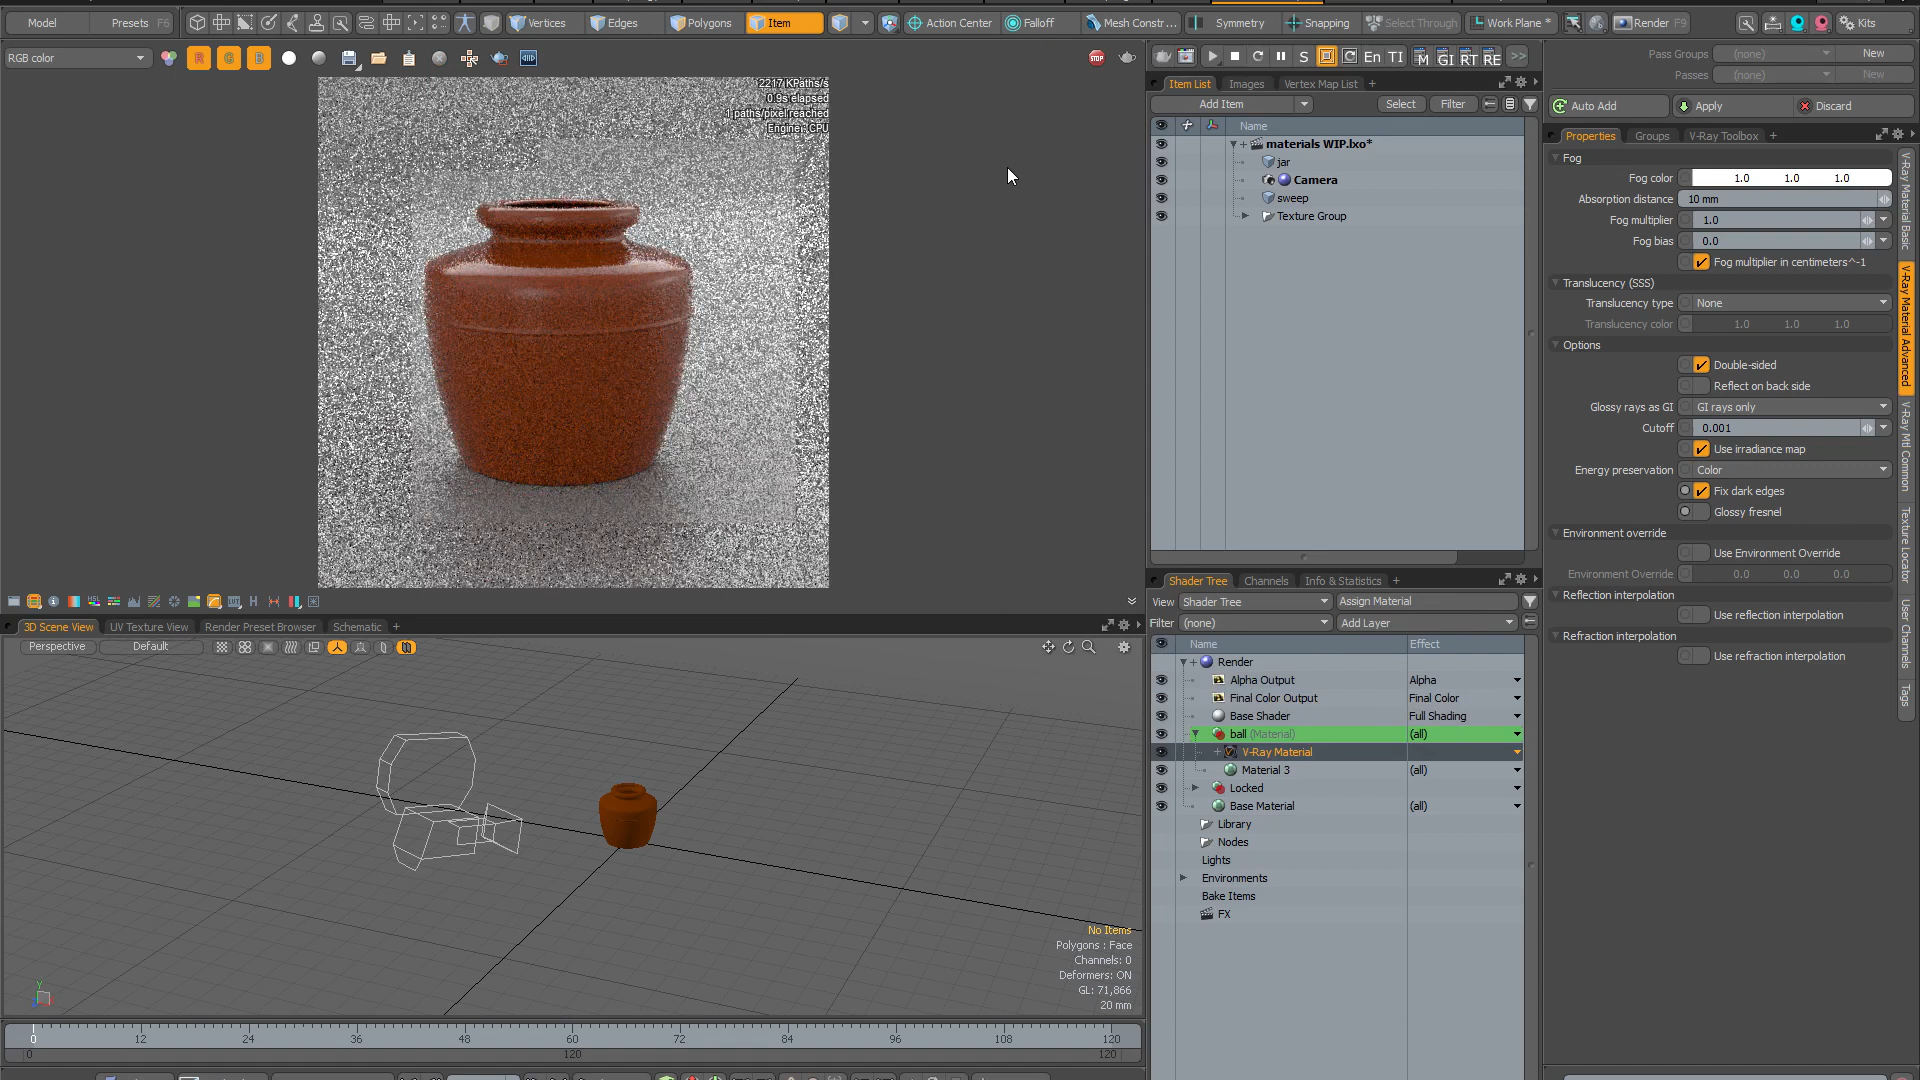 Model
Presets F6
Vertices
Edges
Polygons
Item
Action Center
Falloff
Mesh Constr...
Symmetry
Snapping
Select Through
Work Plane *
Render F9
Kits
RGB color
R
G
B
STOP
En
TI
M
GI
RT
RE
>>
2217 KPaths/s
0.9s elapsed
1 paths/pixel reached
Engine: CPU
Item List
Images
Vertex Map List
Add Item
Select
Filter
Name
materials WIP.lxo*
jar
Camera
sweep
Texture Group
Pass Groups (none) New
Passes (none) New
Auto Add
Apply
Discard
Properties
Groups
V-Ray Toolbox
Fog
Fog color 1.0 1.0 1.0
Absorption distance 10 mm
Fog multiplier 1.0
Fog bias 0.0
Fog multiplier in centimeters^-1
Translucency (SSS)
Translucency type None
Translucency color 1.0 1.0 1.0
Options
Double-sided
Reflect on back side
Glossy rays as GI GI rays only
Cutoff 0.001
Use irradiance map
Energy preservation Color
Fix dark edges
Glossy fresnel
Environment override
Use Environment Override
Environment Override 0.0 0.0 0.0
Reflection interpolation
Use reflection interpolation
Refraction interpolation
Use refraction interpolation
V-Ray Material Basic
V-Ray Material Advanced
V-Ray Mtl Common
Texture Locator
User Channels
Tags
3D Scene View
UV Texture View
Render Preset Browser
Schematic
Perspective
Default
No Items
Polygons : Face
Channels: 0
Deformers: ON
GL: 71,866
20 mm
Y
0 12 24 36 48 60 72 84 96 108 120
0 120 120
Shader Tree
Channels
Info & Statistics
View Shader Tree Assign Material
Filter (none) Add Layer
Name Effect
Render
Alpha Output Alpha
Final Color Output Final Color
Base Shader Full Shading
ball (Material) (all)
V-Ray Material
Material 3 (all)
Locked
Base Material (all)
Library
Nodes
Lights
Environments
Bake Items
FX